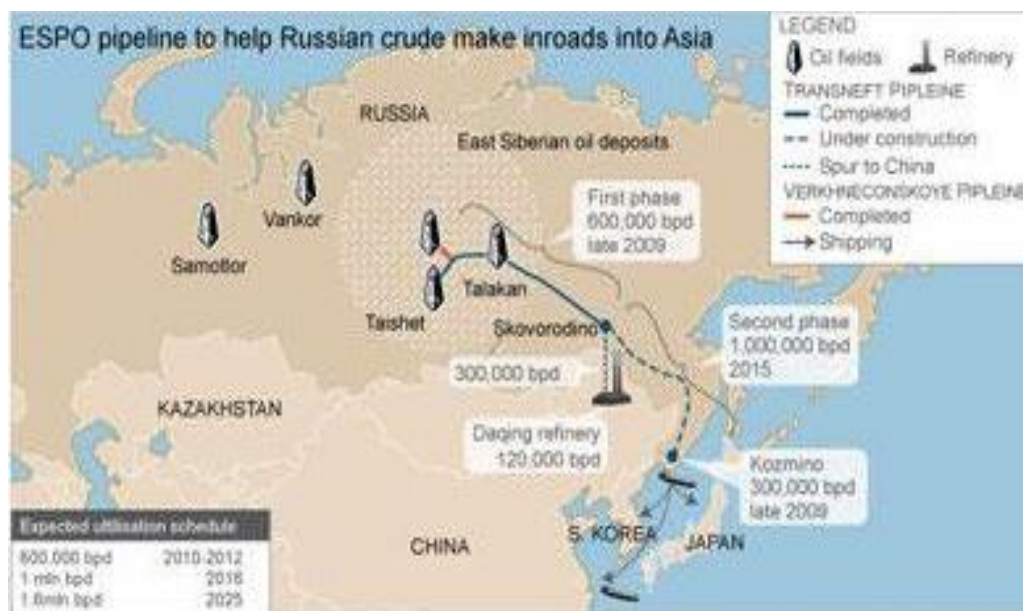 ESPO pipeline to help Russian crude make inroads into Asia
LEGEND
Oil fields
Refinery
TRANSNEFT PIPLEINE
Completed
Under construction
Spur to China
VERKHNECONSKOYE PIPLEINE
Completed
Shipping
RUSSIA
East Siberian oil deposits
First phase
600,000 bpd
late 2009
Vankor
Samotlor
Talakan
Taishet
Skovorodino
Second phase
1,000,000 bpd
2015
300,000 bpd
KAZAKHSTAN
Daqing refinery
120,000 bpd
Kozmino
300,000 bpd
late 2009
CHINA
S. KOREA
JAPAN
Expected utilisation schedule
600,000 bpd 2010-2012
1 mln bpd 2016
1.6mln bpd 2025